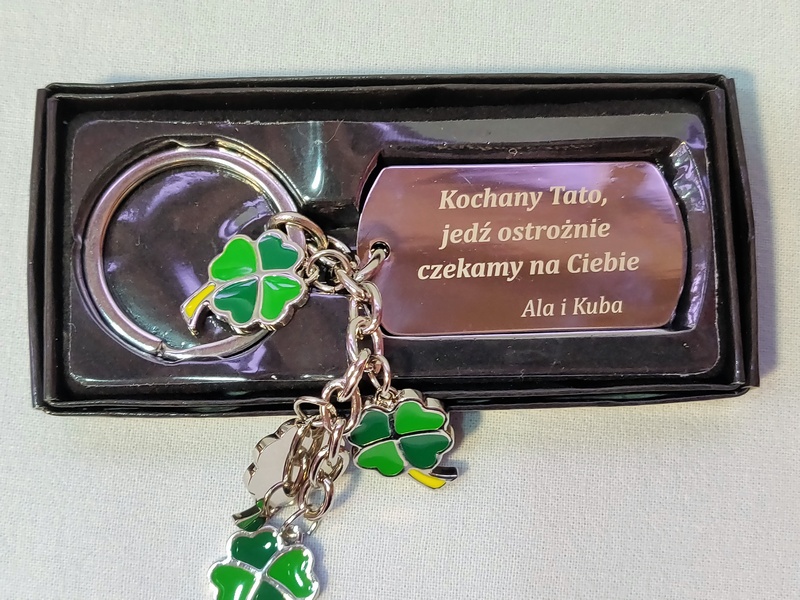 Kochany Tato,
jedź ostrożnie
czekamy na Ciebie
Ala i Kuba